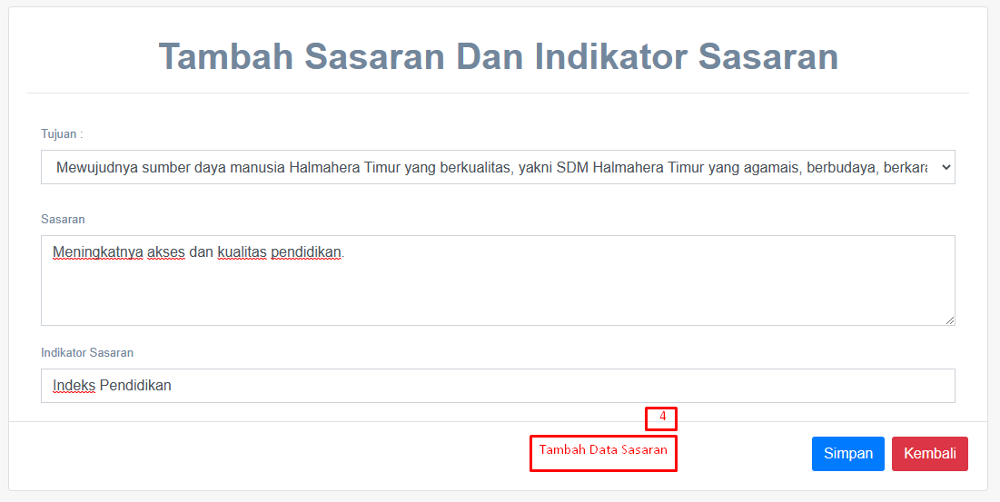 Tambah Sasaran Dan Indikator Sasaran
Tujuan :
Mewujudnya sumber daya manusia Halmahera Timur yang berkualitas, yakni SDM Halmahera Timur yang agamais, berbudaya, berkara
Sasaran
Meningkatnya akses dan kualitas pendidikan.
Indikator Sasaran
Indeks Pendidikan
4
Tambah Data Sasaran
Simpan Kembali